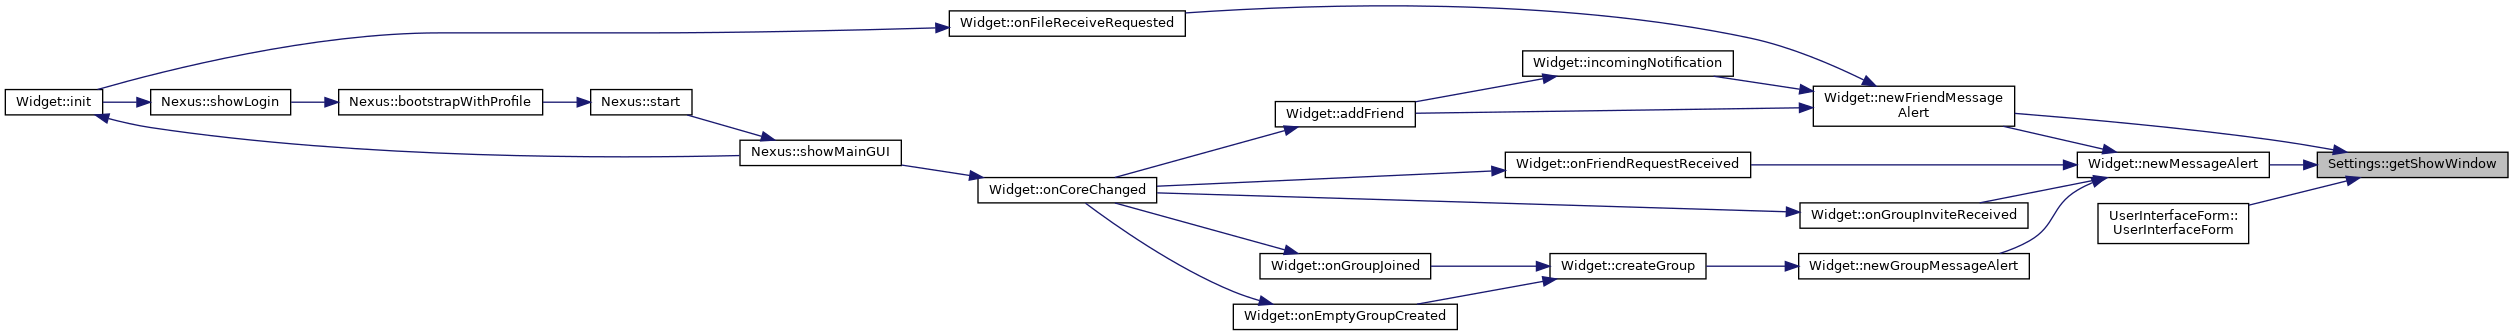 Widget::onFileReceiveRequested
Widget::incomingNotification
Widget::init
Nexus::showLogin
Nexus::bootstrapWithProfile
Nexus::start
Widget::addFriend
Widget::newFriendMessage
Alert
Nexus::showMainGUI
Widget::onFriendRequestReceived
Widget::newMessageAlert
Settings::getShowWindow
Widget::onCoreChanged
Widget::onGroupInviteReceived
UserInterfaceForm::
UserInterfaceForm
Widget::onGroupJoined
Widget::createGroup
Widget::newGroupMessageAlert
Widget::onEmptyGroupCreated